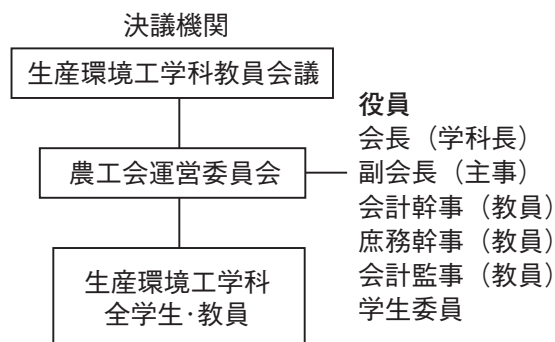 決議機関
生産環境工学科教員会議
農工会運営委員会
生産環境工学科
全学生･教員
役員
会長（学科長）
副会長（主事）
会計幹事（教員）
庶務幹事（教員）
会計監事（教員）
学生委員